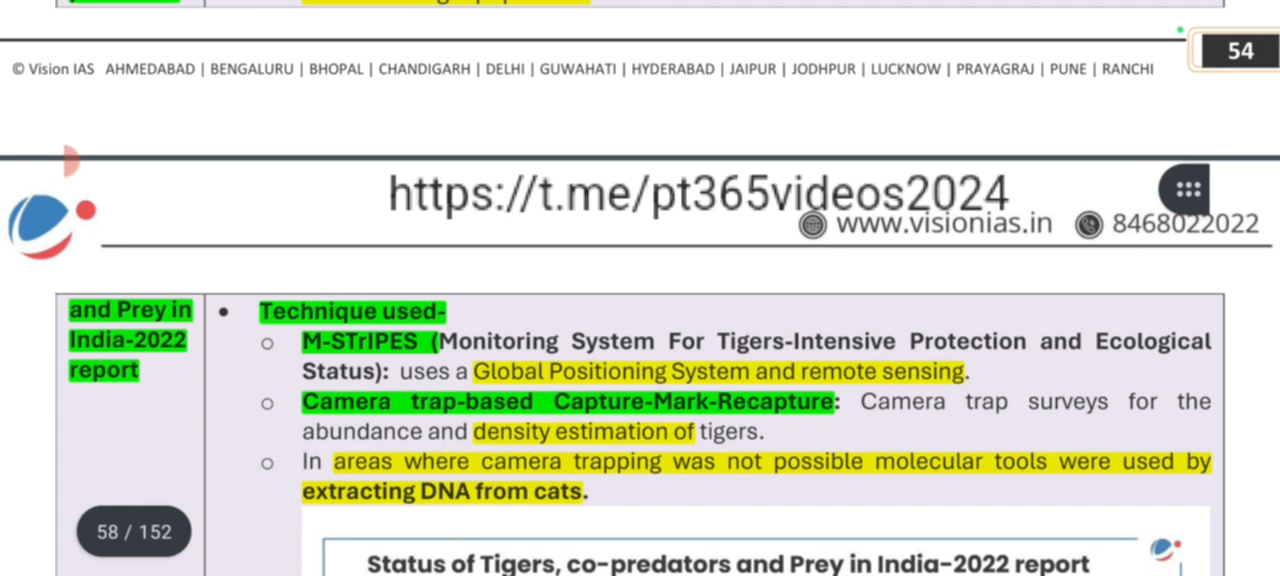 54
© Vision IAS AHMEDABAD | BENGALURU | BHOPAL | CHANDIGARH | DELHI | GUWAHATI | HYDERABAD | JAIPUR | JODHPUR | LUCKNOW | PRAYAGRAJ | PUNE | RANCHI
https://t.me/pt365videos2024
www.visionias.in 8468022022
and Prey in
India-2022
report
• Technique used-
o M-STrIPES (Monitoring System For Tigers-Intensive Protection and Ecological
Status): uses a Global Positioning System and remote sensing.
o Camera trap-based Capture-Mark-Recapture: Camera trap surveys for the
abundance and density estimation of tigers.
o In areas where camera trapping was not possible molecular tools were used by
extracting DNA from cats.
58 / 152
Status of Tigers, co-predators and Prey in India-2022 report